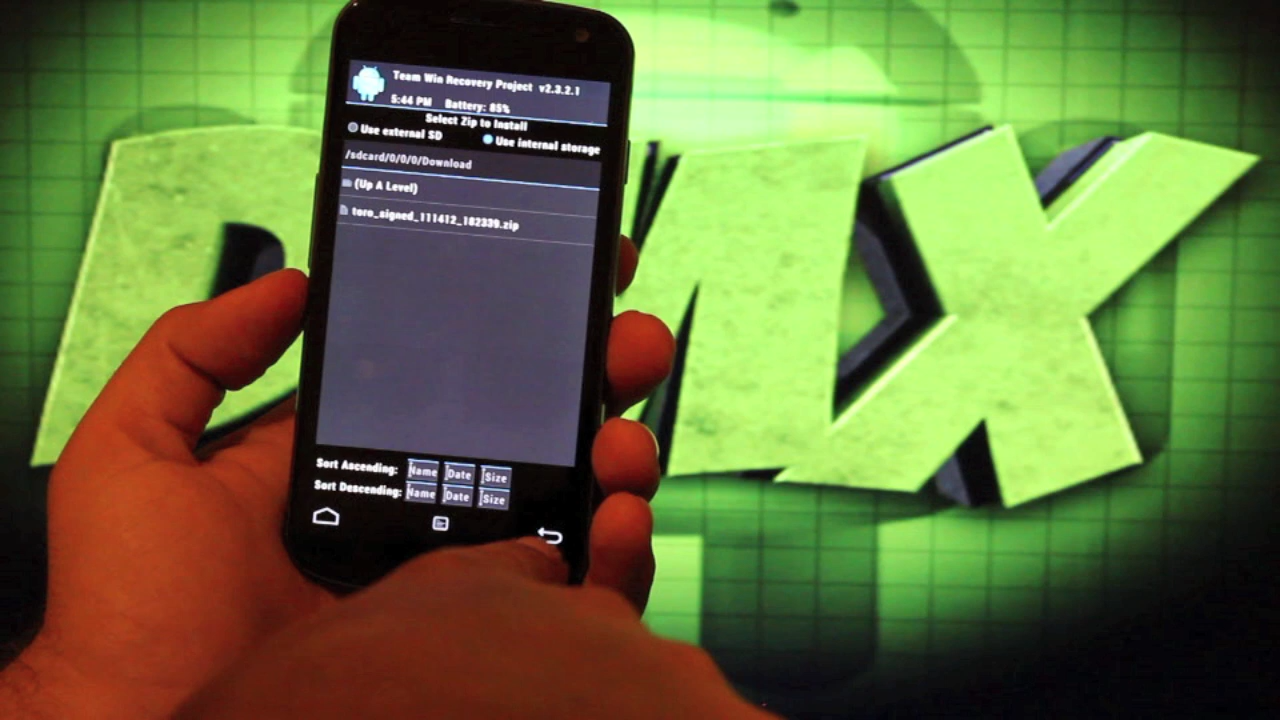 Team Win Recovery Project v2.3.2.1
5:44 PM Battery: 85%
Select Zip to Install
Use external SD Use internal storage
/sdcard/0/0/0/Download
(Up A Level)
toro_signed_111412_182339.zip
Sort Ascending: Name Date Size
Sort Descending: Name Date Size